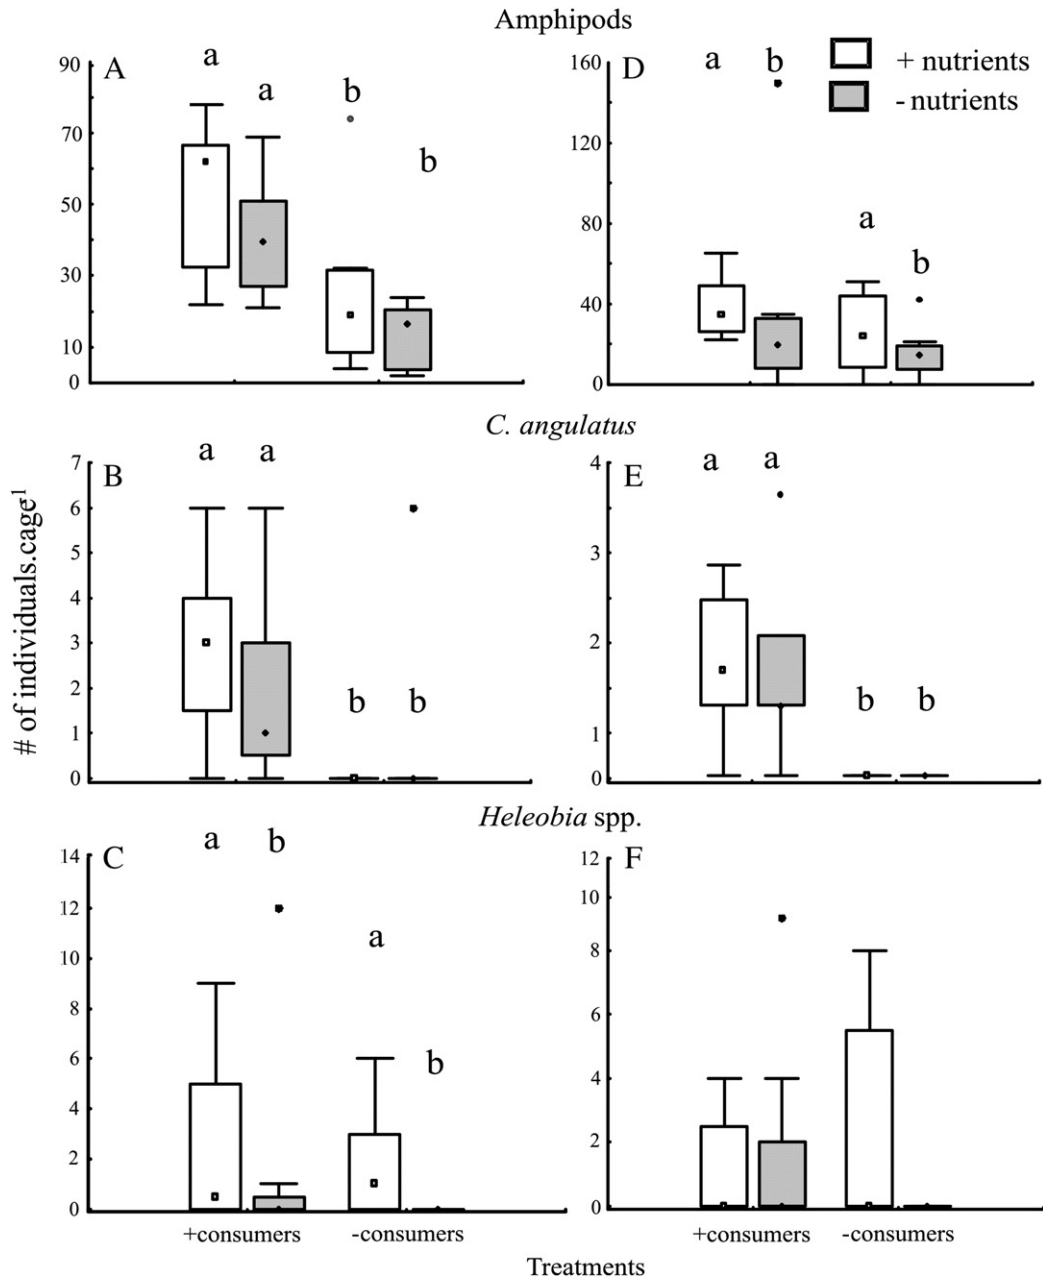 Amphipods
A
a
a
b
b
90
70
50
30
10
0
D
a
b
a
b
160
120
80
40
0
+ nutrients
- nutrients
C. angulatus
B
a
a
b
b
7
6
5
4
3
2
1
0
E
a
a
b
b
4
3
2
1
0
# of individuals.cage-1
Heleobia spp.
C
a
b
a
b
14
12
10
8
6
4
2
0
F
12
10
8
6
4
2
0
+consumers -consumers
+consumers -consumers
Treatments